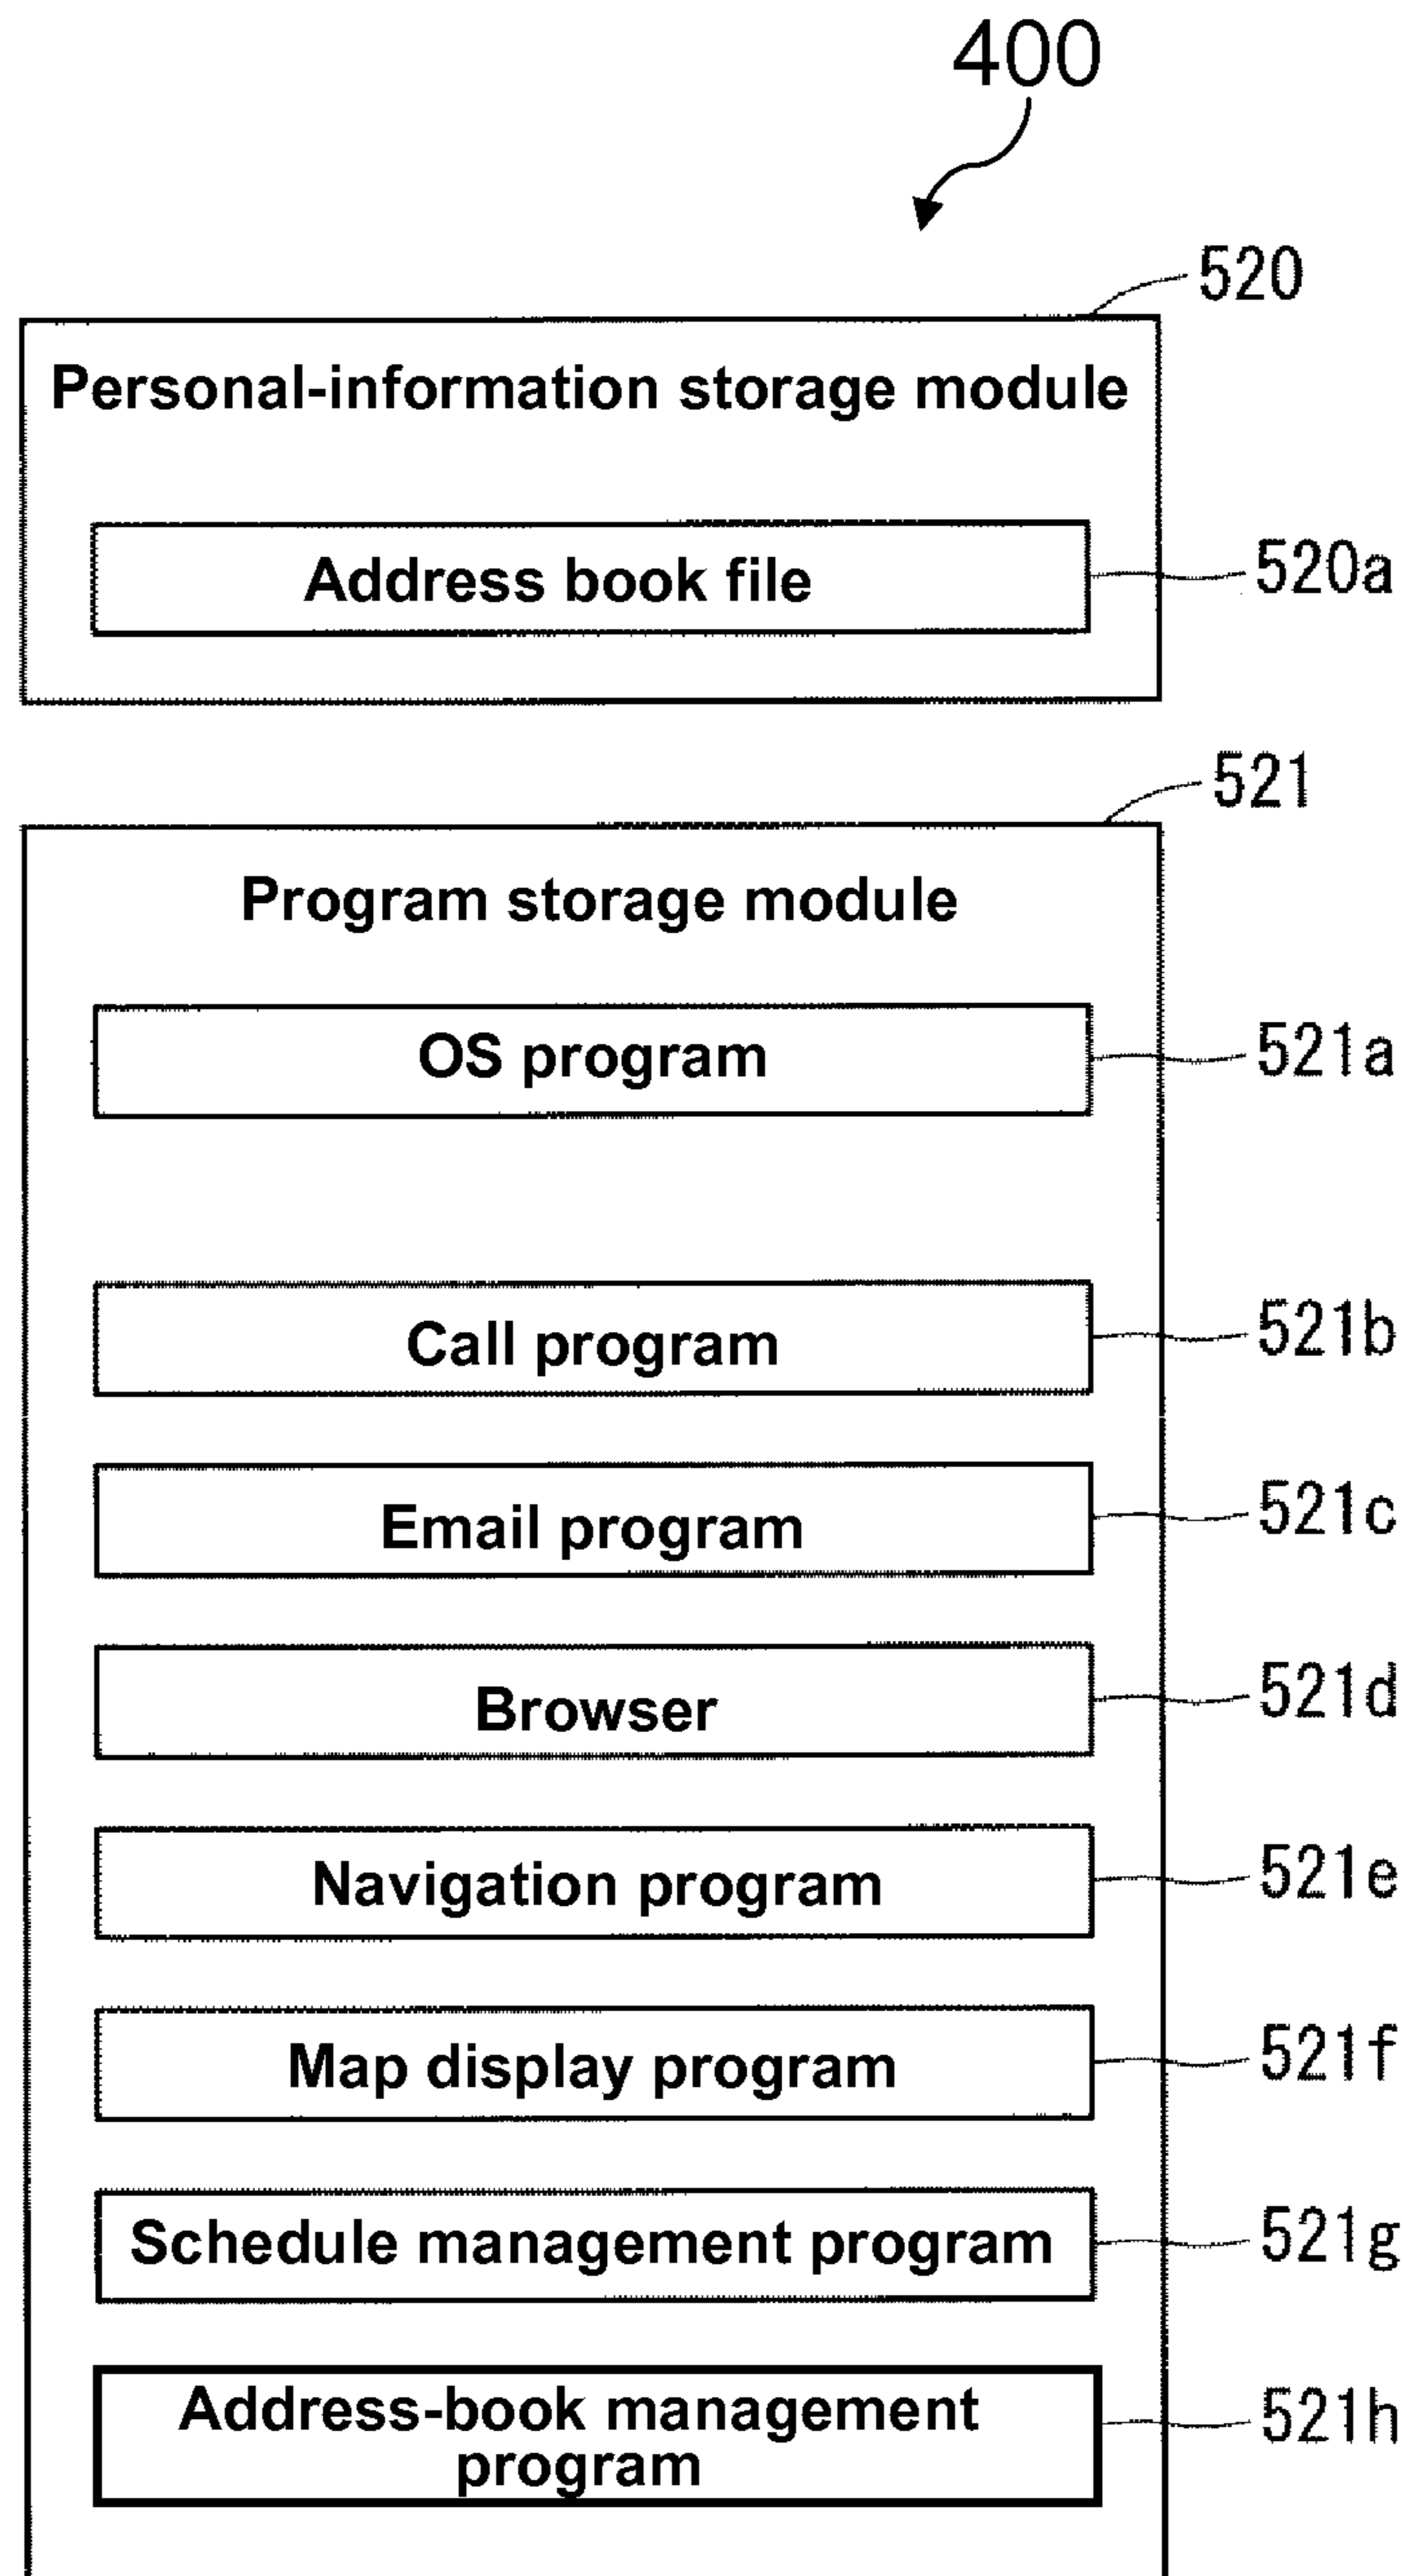 400
520
Personal-information storage module
Address book file
520a
521
Program storage module
OS program
521a
Call program
521b
Email program
521c
Browser
521d
Navigation program
521e
Map display program
521f
Schedule management program
521g
Address-book management
program
521h